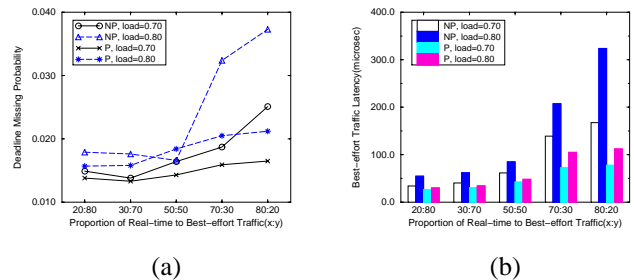 0.040
0.030
0.020
0.010
Deadline Missing Probability
NP, load=0.70
NP, load=0.80
P, load=0.70
P, load=0.80
20:80 30:70 50:50 70:30 80:20
Proportion of Real-time to Best-effort Traffic(x:y)
(a)
400.0
300.0
200.0
100.0
0.0
Best-effort Traffic Latency(microsec)
NP, load=0.70
NP, load=0.80
P, load=0.70
P, load=0.80
20:80 30:70 50:50 70:30 80:20
Proportion of Real-time to Best-effort Traffic(x:y)
(b)